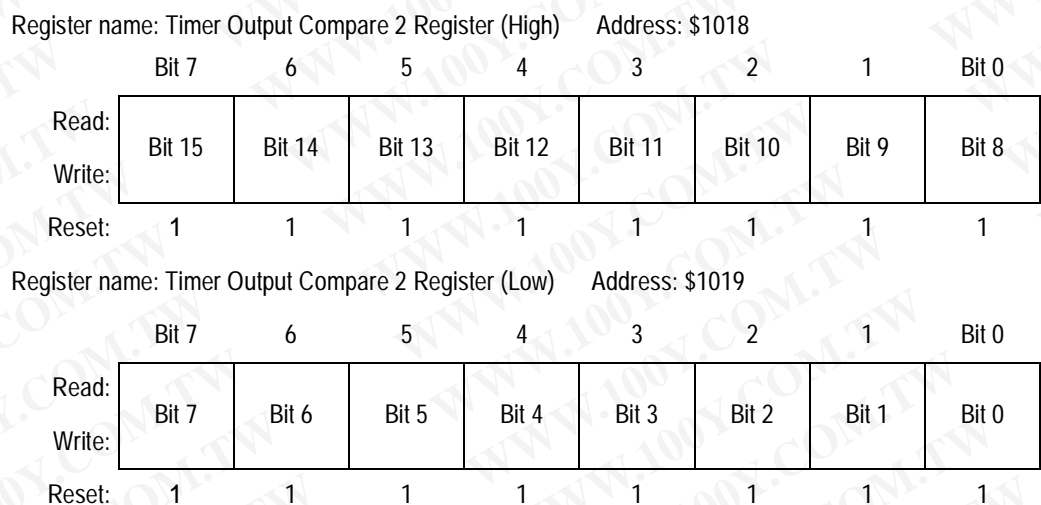 Register name: Timer Output Compare 2 Register (High) Address: $1018
Bit 7 6 5 4 3 2 1 Bit 0
Read:
Bit 15 Bit 14 Bit 13 Bit 12 Bit 11 Bit 10 Bit 9 Bit 8
Write:
Reset: 1 1 1 1 1 1 1 1
Register name: Timer Output Compare 2 Register (Low) Address: $1019
Bit 7 6 5 4 3 2 1 Bit 0
Read:
Bit 7 Bit 6 Bit 5 Bit 4 Bit 3 Bit 2 Bit 1 Bit 0
Write:
Reset: 1 1 1 1 1 1 1 1
WWW.100Y.COM.TW